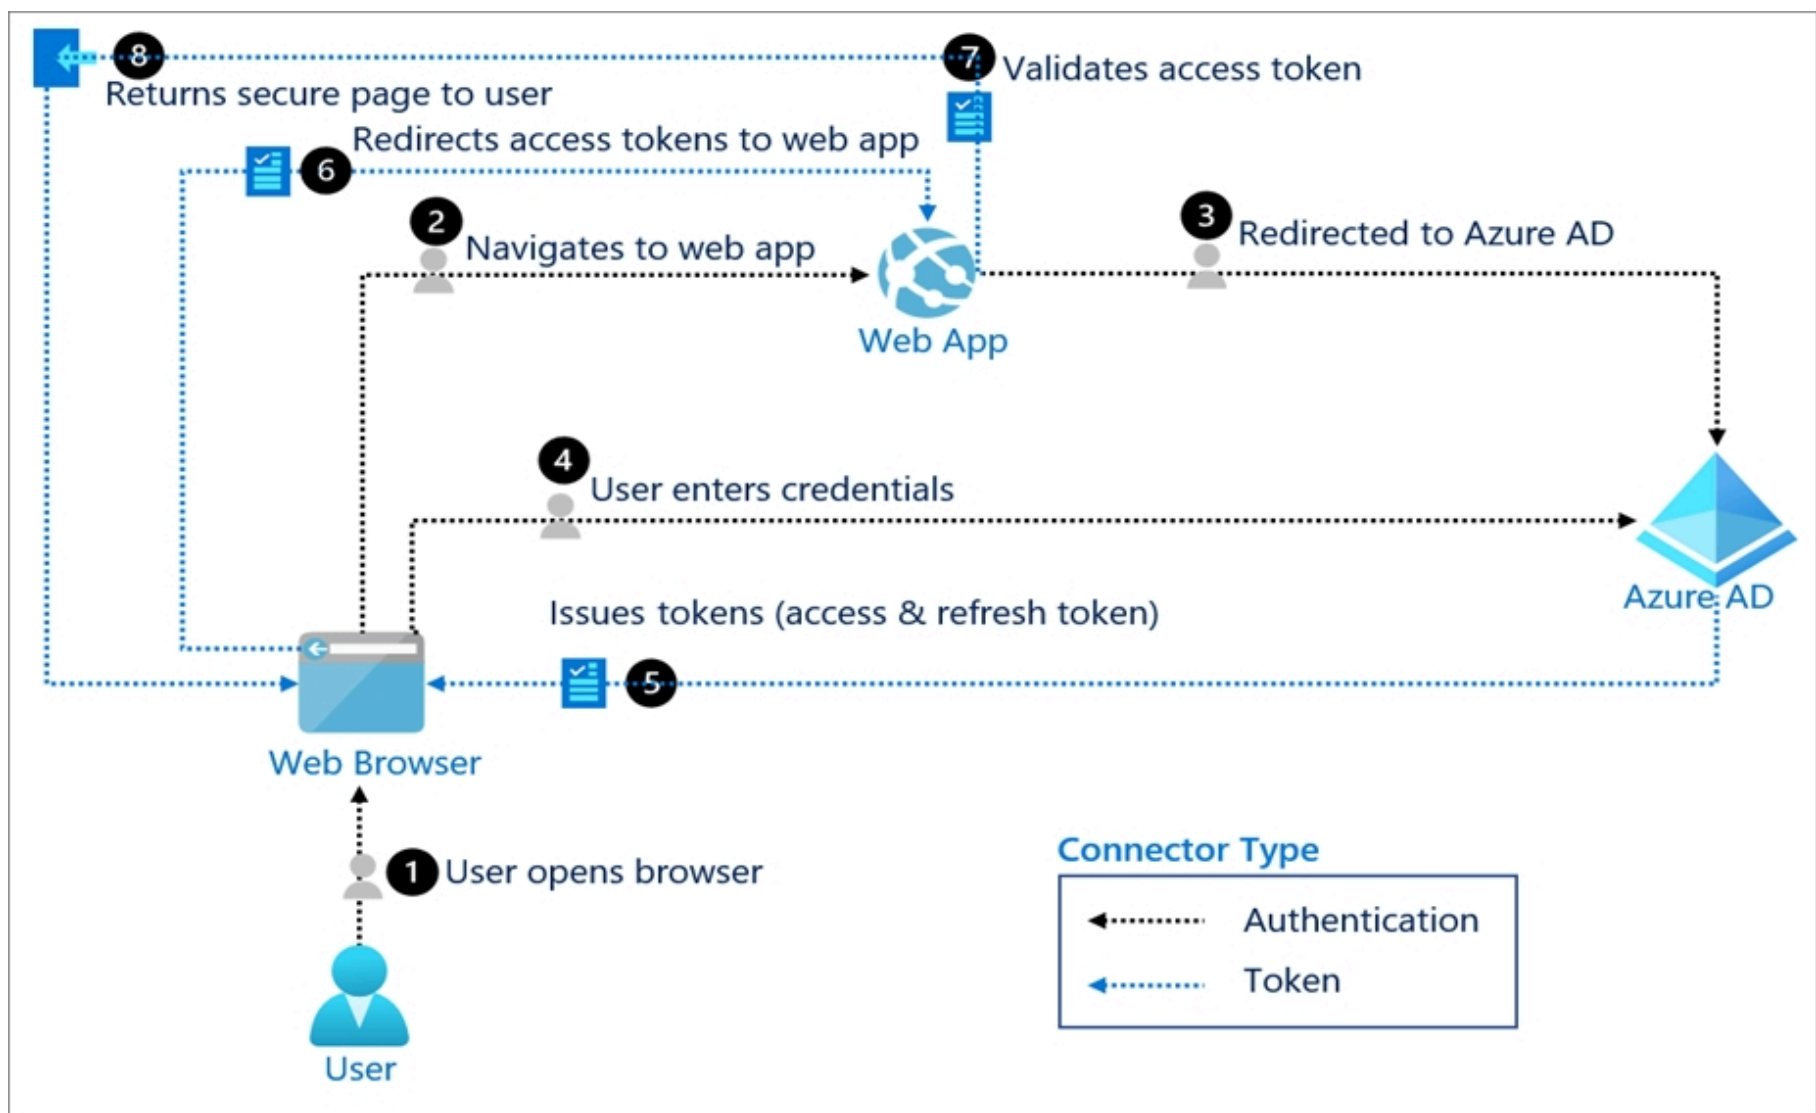 8
Returns secure page to user
7
Validates access token
Redirects access tokens to web app
6
2
Navigates to web app
3
Redirected to Azure AD
Web App
4
User enters credentials
Azure AD
Issues tokens (access & refresh token)
5
Web Browser
1
User opens browser
User
Connector Type
Authentication
Token